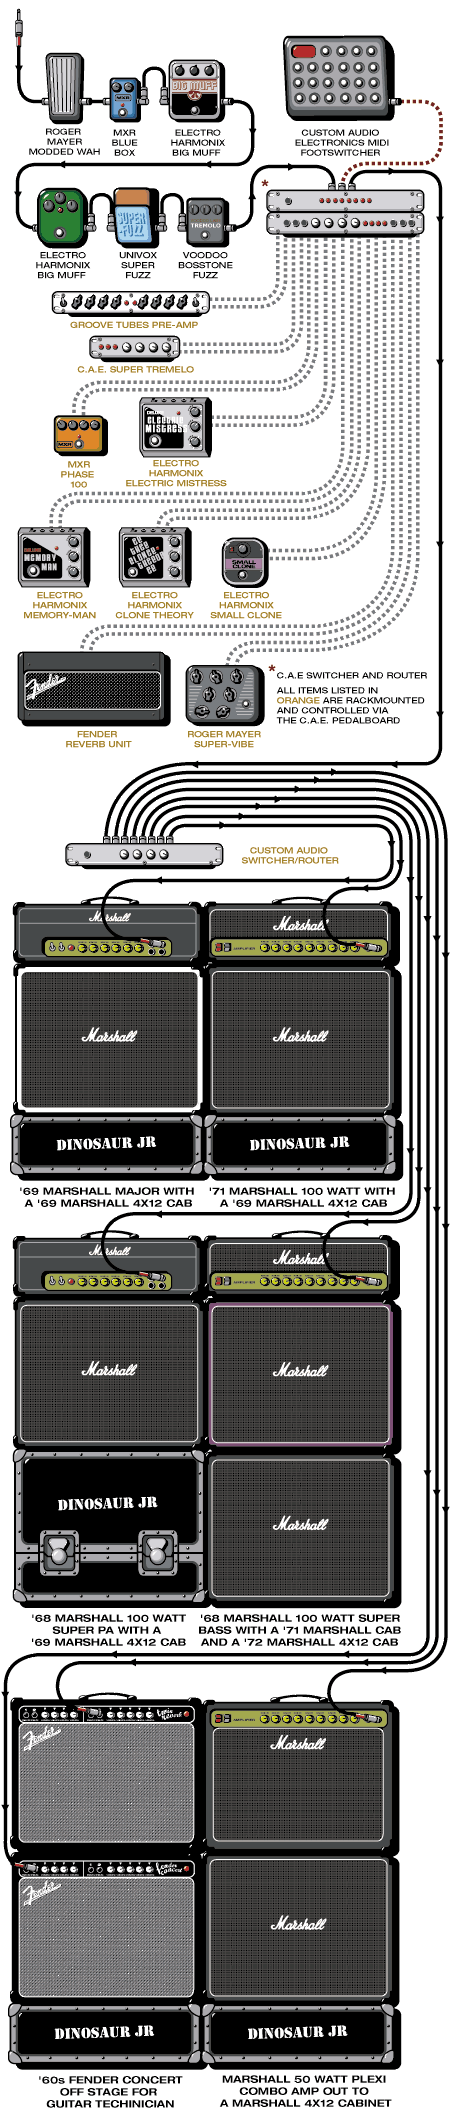 ROGER
MAYER
MODDED WAH
MXR
MXR
BLUE
BOX
BIG MUFF
ELECTRO
HARMONIX
BIG MUFF
CUSTOM AUDIO
ELECTRONICS MIDI
FOOTSWITCHER
ELECTRO
HARMONIX
BIG MUFF
SUPER-
FUZZ
UNIVOX
SUPER
FUZZ
TREMOLO
VOODOO
BOSSTONE
FUZZ
*
GROOVE TUBES PRE-AMP
C.A.E. SUPER TREMELO
MXR
MXR
PHASE
100
DELUXE
ELECTRIC
MISTRESS
ELECTRO
HARMONIX
ELECTRIC MISTRESS
DELUXE
MEMORY
MAN
ELECTRO
HARMONIX
MEMORY-MAN
ELECTRO
HARMONIX
CLONE THEORY
SMALL
CLONE
ELECTRO
HARMONIX
SMALL CLONE
Fender
FENDER
REVERB UNIT
ROGER MAYER
SUPER-VIBE
* C.A.E SWITCHER AND ROUTER
ALL ITEMS LISTED IN
ORANGE ARE RACKMOUNTED
AND CONTROLLED VIA
THE C.A.E. PEDALBOARD
CUSTOM AUDIO
SWITCHER/ROUTER
Marshall
Marshall
AMPLIFIER
Marshall
Marshall
DINOSAUR JR
DINOSAUR JR
'69 MARSHALL MAJOR WITH
A '69 MARSHALL 4X12 CAB
'71 MARSHALL 100 WATT WITH
A '69 MARSHALL 4X12 CAB
Marshall
Marshall
AMPLIFIER
Marshall
Marshall
DINOSAUR JR
Marshall
'68 MARSHALL 100 WATT
SUPER PA WITH A
'69 MARSHALL 4X12 CAB
'68 MARSHALL 100 WATT SUPER
BASS WITH A '71 MARSHALL CAB
AND A '72 MARSHALL 4X12 CAB
Fender
AMPLIFIER
Marshall
Fender
Marshall
DINOSAUR JR
DINOSAUR JR
'60s FENDER CONCERT
OFF STAGE FOR
GUITAR TECHINICIAN
MARSHALL 50 WATT PLEXI
COMBO AMP OUT TO
A MARSHALL 4X12 CABINET